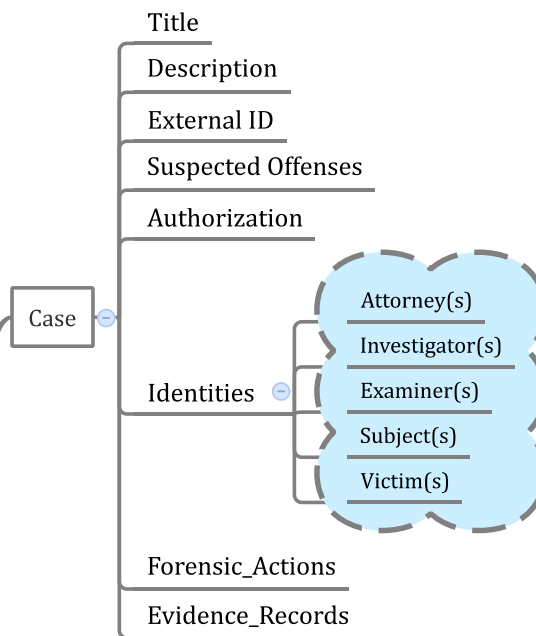 Title
Description
External ID
Suspected Offenses
Authorization
Case
Identities
Attorney(s)
Investigator(s)
Examiner(s)
Subject(s)
Victim(s)
Forensic_Actions
Evidence_Records